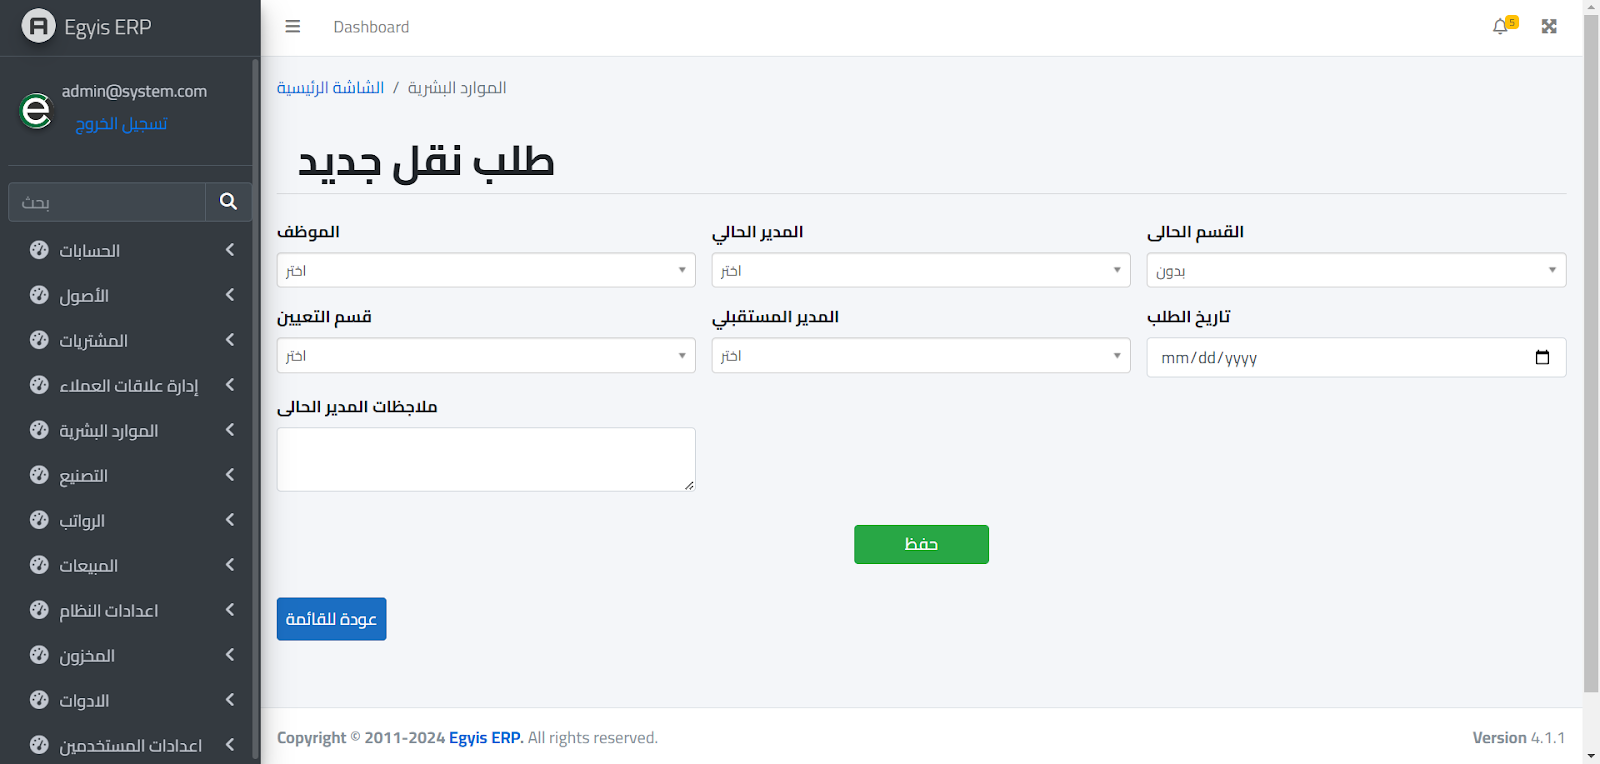 Egyis ERP
admin@system.com
تسجيل الخروج
بحث
الحسابات
الأصول
المشتريات
إدارة علاقات العملاء
الموارد البشرية
التصنيع
الرواتب
المبيعات
اعدادات النظام
المخزون
الادوات
اعدادات المستخدمين
Dashboard
5
الشاشة الرئيسية / الموارد البشرية
طلب نقل جديد
الموظف
اختر
المدير الحالي
اختر
القسم الحالى
بدون
قسم التعيين
اختر
المدير المستقبلي
اختر
تاريخ الطلب
mm/dd/yyyy
ملاجظات المدير الحالى
حفظ
عودة للقائمة
Copyright © 2011-2024 Egyis ERP. All rights reserved.
Version 4.1.1